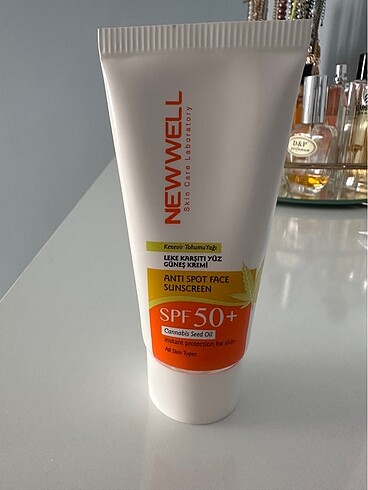 NEWWELL
Skin Care Laboratory
Kenevir Tohumu Yağı
LEKE KARŞITI YÜZ
GÜNEŞ KREMİ
ANTI SPOT FACE
SUNSCREEN
SPF 50+
Cannabis Seed Oil
instant protection for skin
All Skin Types
D&P